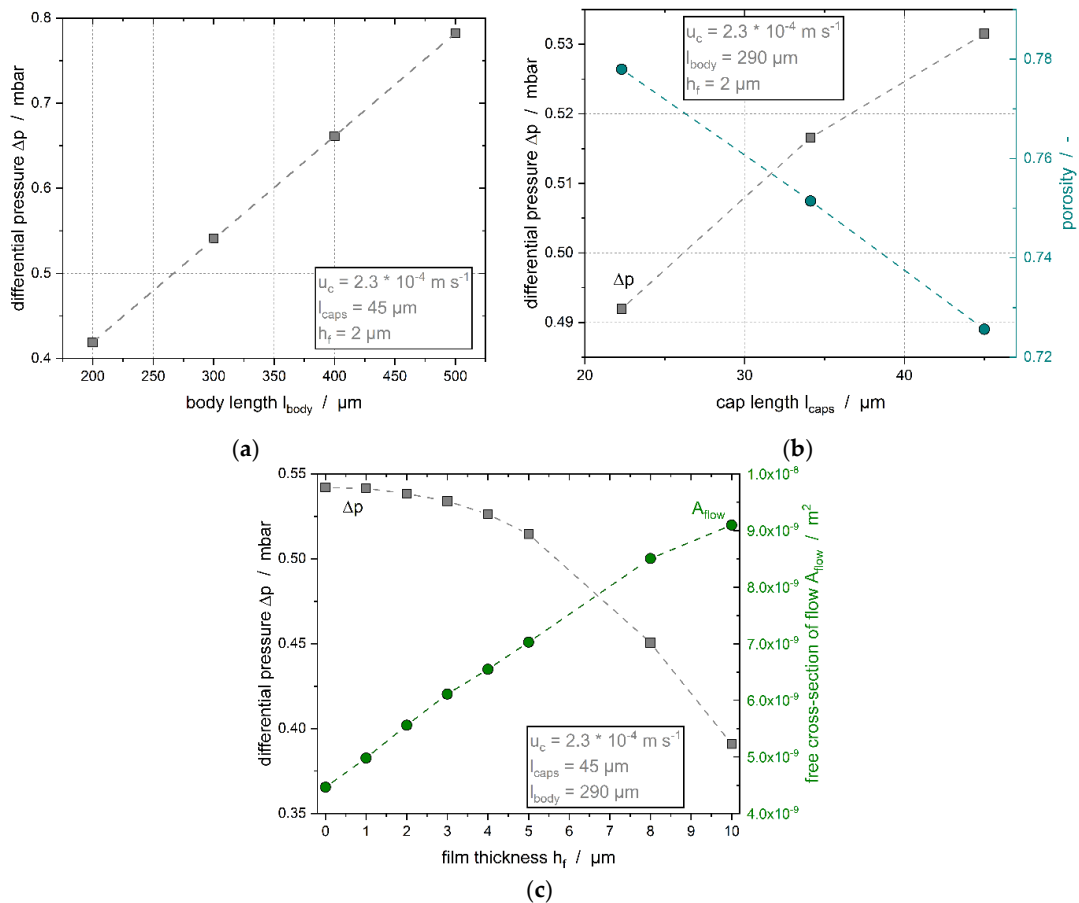 0.8
0.7
0.6
0.5
0.4
differential pressure Δp / mbar
u_c = 2.3 * 10⁻⁴ m s⁻¹
l_caps = 45 µm
h_f = 2 µm
200 250 300 350 400 450 500
body length l_body / µm
(a)
0.53
0.52
0.51
0.50
0.49
differential pressure Δp / mbar
u_c = 2.3 * 10⁻⁴ m s⁻¹
l_body = 290 µm
h_f = 2 µm
Δp
0.78
0.76
0.74
0.72
porosity / -
20 30 40
cap length l_caps / µm
(b)
0.55
0.50
0.45
0.40
0.35
differential pressure Δp / mbar
Δp
A_flow
u_c = 2.3 * 10⁻⁴ m s⁻¹
l_caps = 45 µm
l_body = 290 µm
1.0x10⁻⁸
9.0x10⁻⁹
8.0x10⁻⁹
7.0x10⁻⁹
6.0x10⁻⁹
5.0x10⁻⁹
4.0x10⁻⁹
free cross-section of flow A_flow / m²
0 1 2 3 4 5 6 7 8 9 10
film thickness h_f / µm
(c)